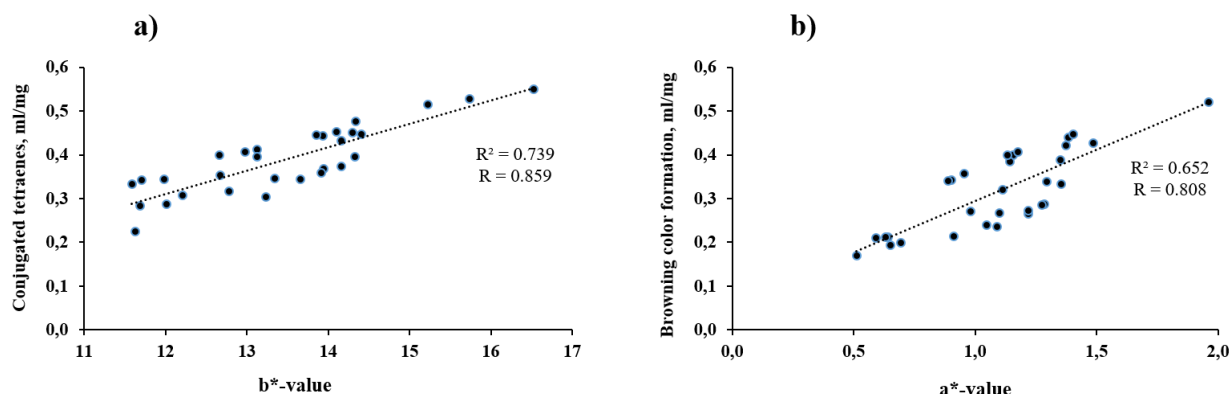 a)
Conjugated tetraenes, ml/mg
0,6
0,5
0,4
0,3
0,2
0,1
0,0
R² = 0.739
R = 0.859
11 12 13 14 15 16 17
b*-value
b)
Browning color formation, ml/mg
0,6
0,5
0,4
0,3
0,2
0,1
0,0
R² = 0.652
R = 0.808
0,0 0,5 1,0 1,5 2,0
a*-value